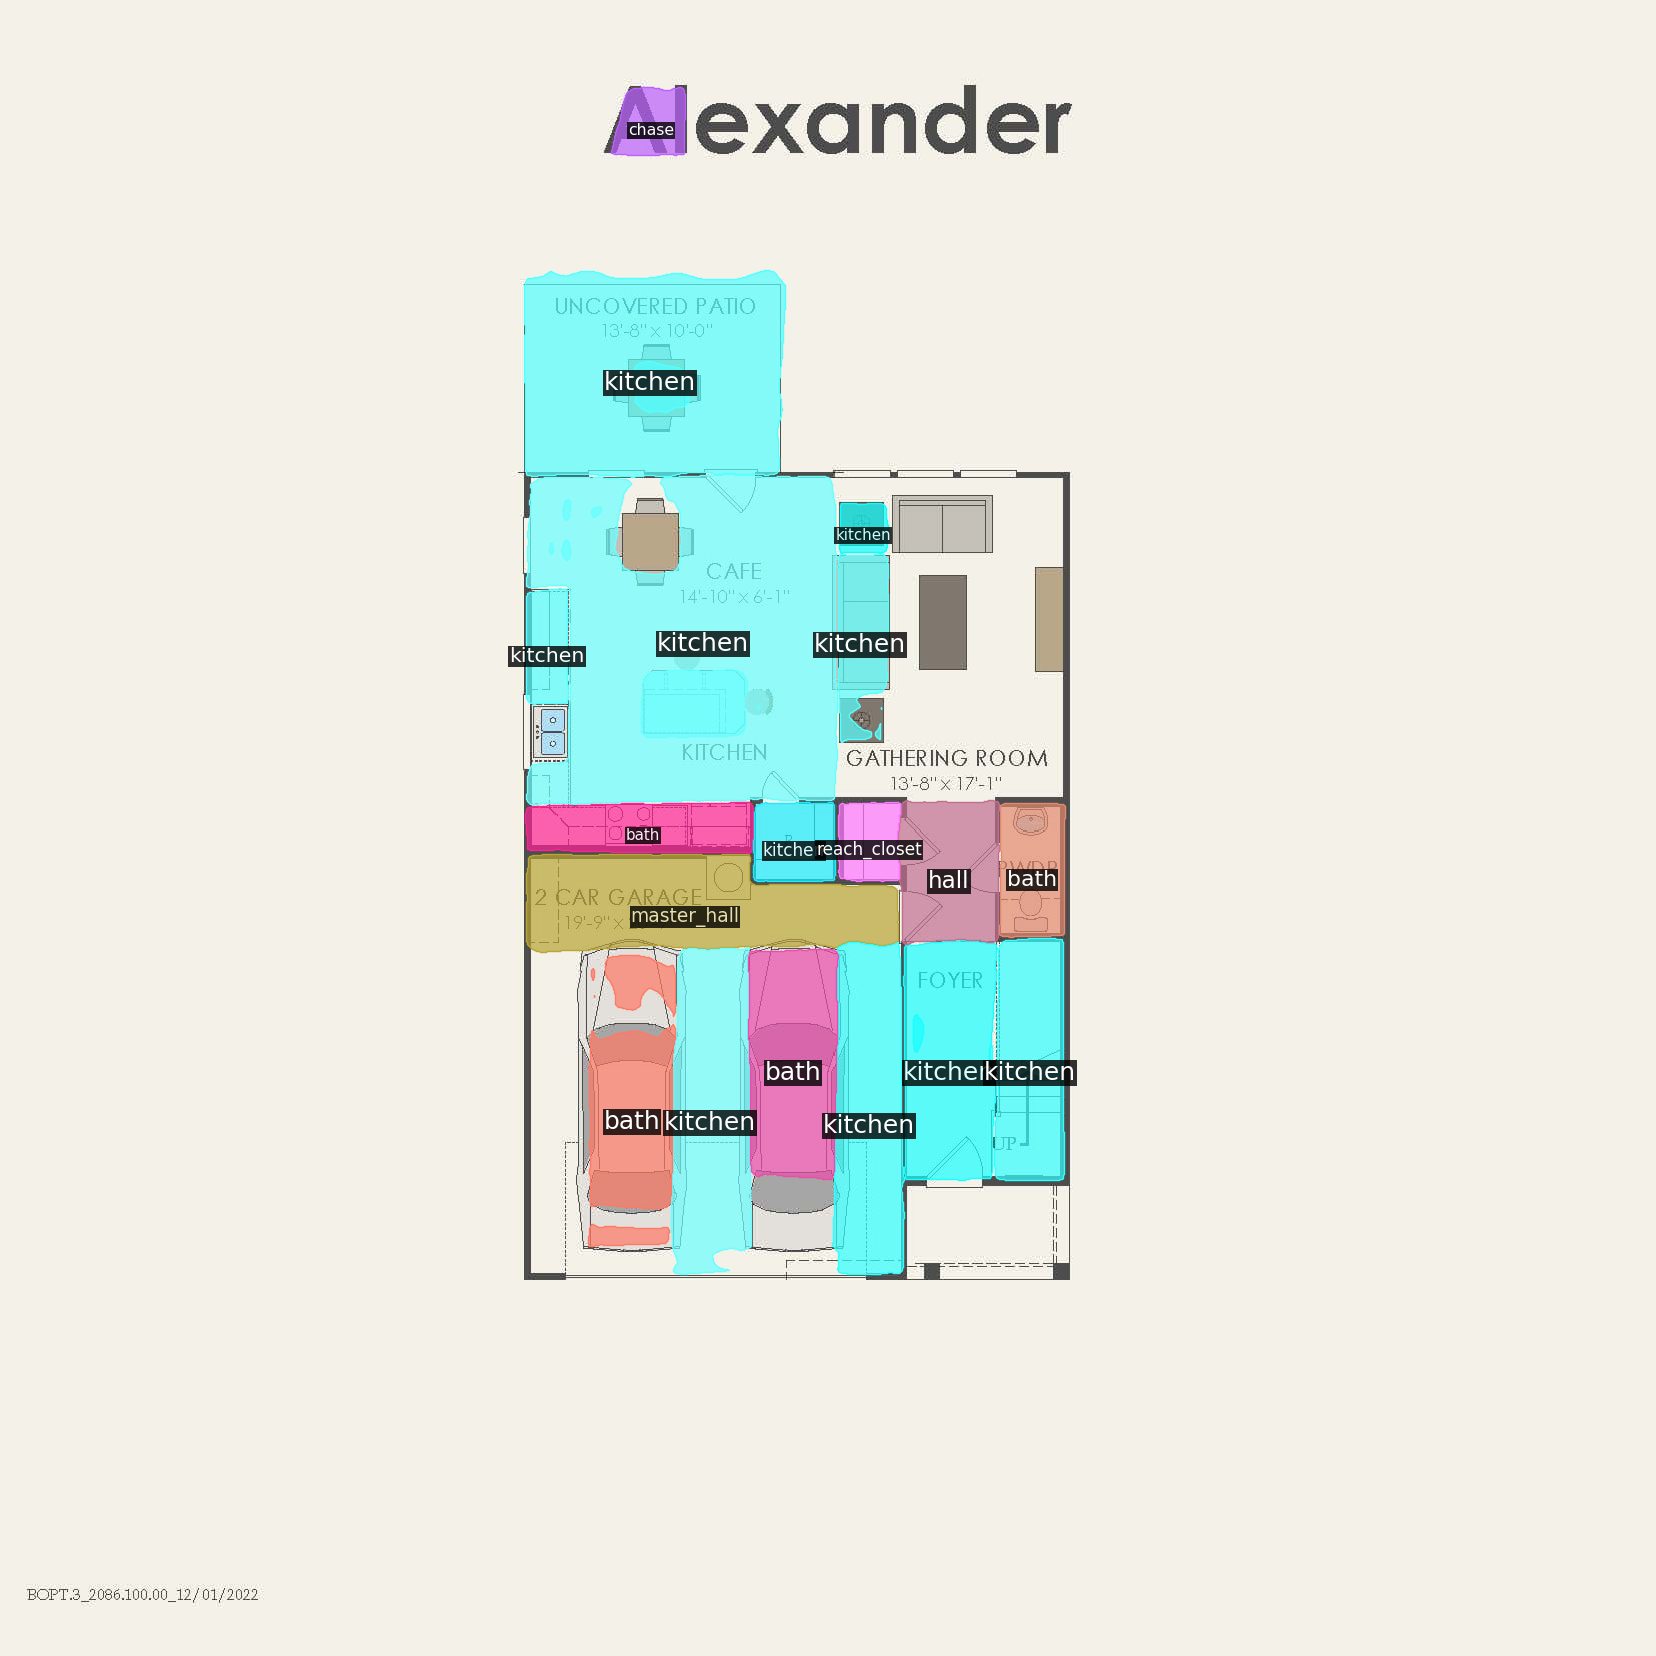 Alexander
chase
UNCOVERED PATIO
13'-8" x 10'-0"
kitchen
kitchen
CAFE
14'-10" x 6'-1"
kitchen
kitchen
kitchen
KITCHEN
GATHERING ROOM
13'-8" x 17'-1"
bath
kitche
reach_closet
PWDR
hall
bath
2 CAR GARAGE
19'-9" x
master_hall
FOYER
kitchen
kitchen
bath
bath
kitchen
kitchen
UP
BOPT.3_2086.100.00_12/01/2022